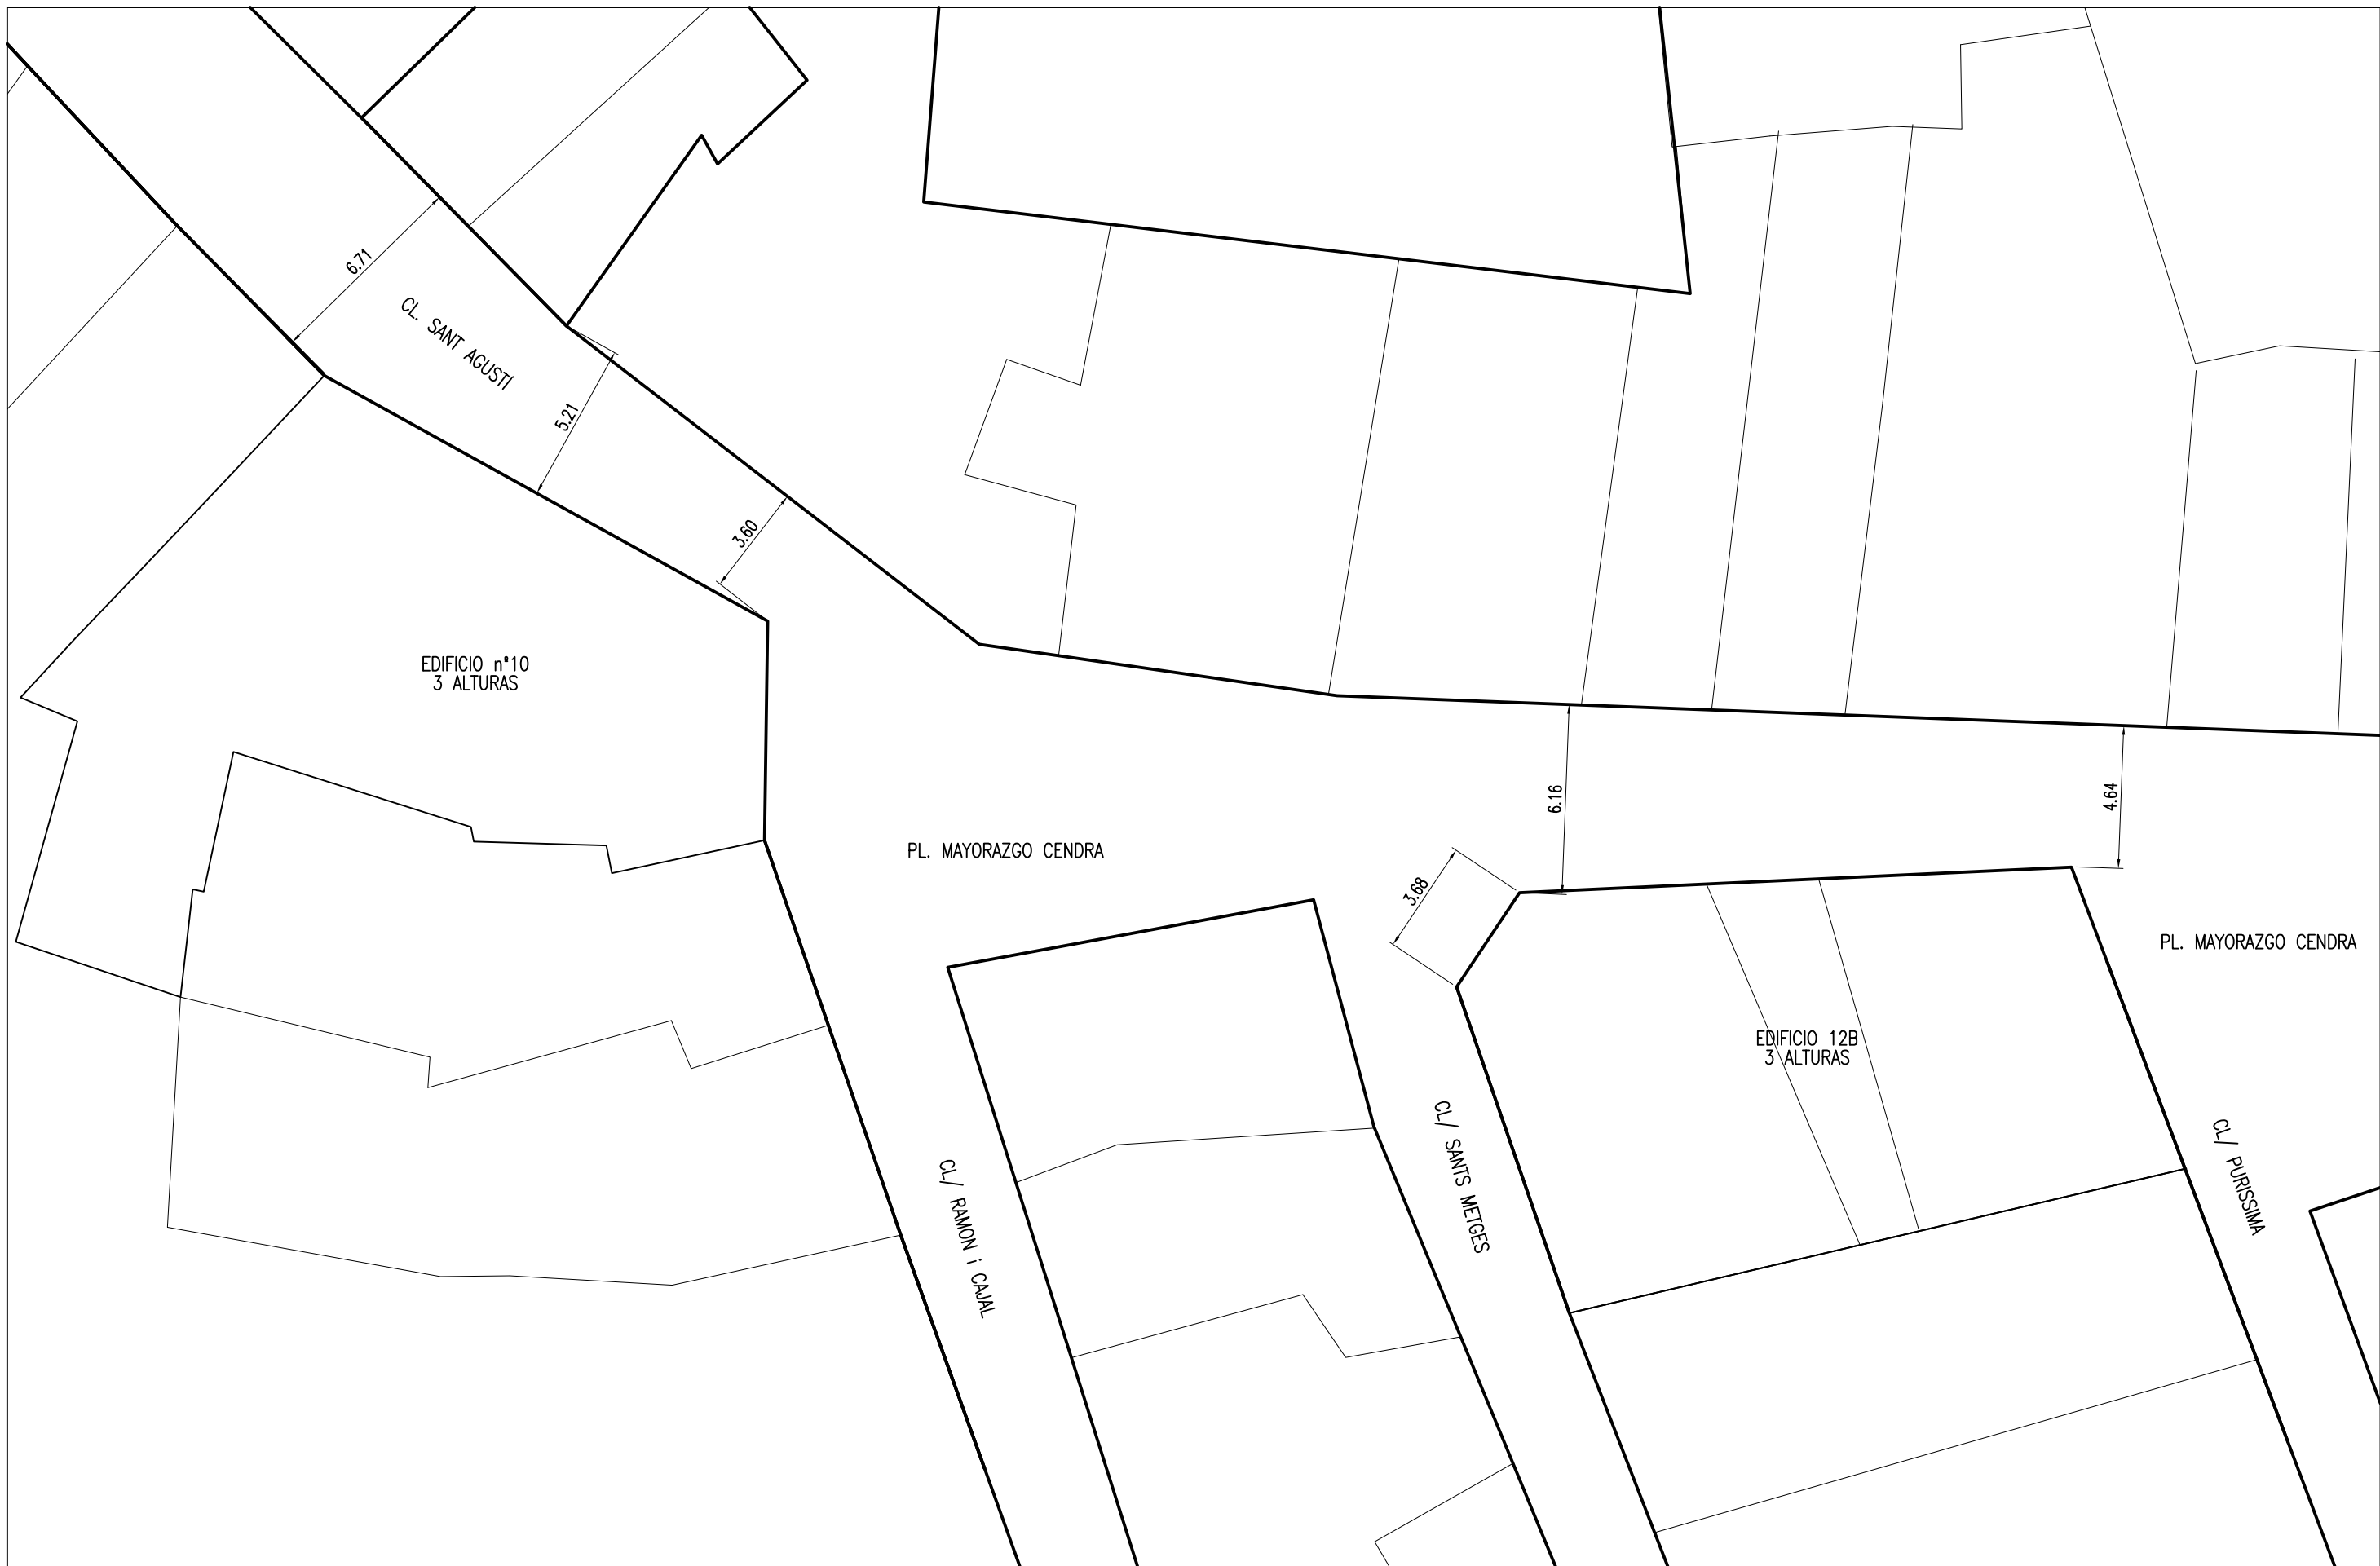 6.71
CL. SANT AGUSTÍ
5.21
3.60
EDIFICIO nº10
3 ALTURAS
6.16
4.64
PL. MAYORAZGO CENDRA
3.68
PL. MAYORAZGO CENDRA
EDIFICIO 12B
3 ALTURAS
CL/ RAMON i CAJAL
CL/ SANTS METGES
CL/ PURISSIMA